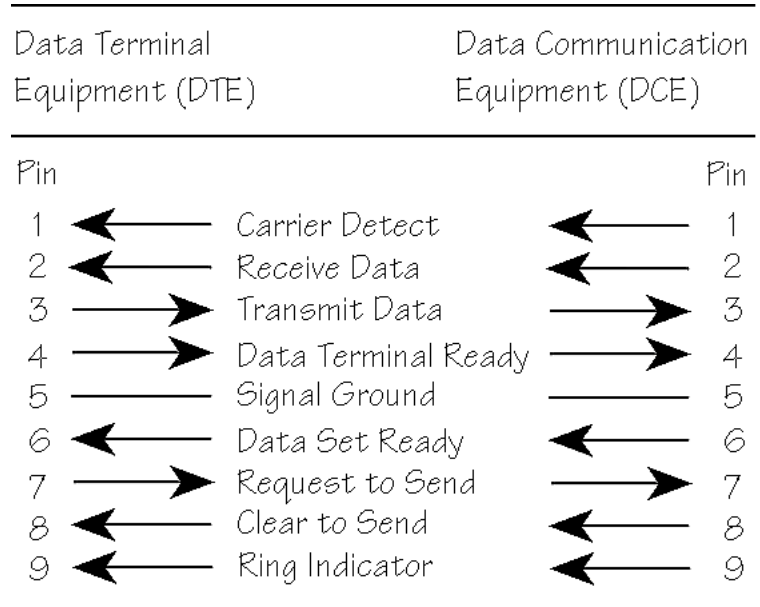 Data Terminal Data Communication
Equipment (DTE) Equipment (DCE)
Pin Pin
1 Carrier Detect 1
2 Receive Data 2
3 Transmit Data 3
4 Data Terminal Ready 4
5 Signal Ground 5
6 Data Set Ready 6
7 Request to Send 7
8 Clear to Send 8
9 Ring Indicator 9